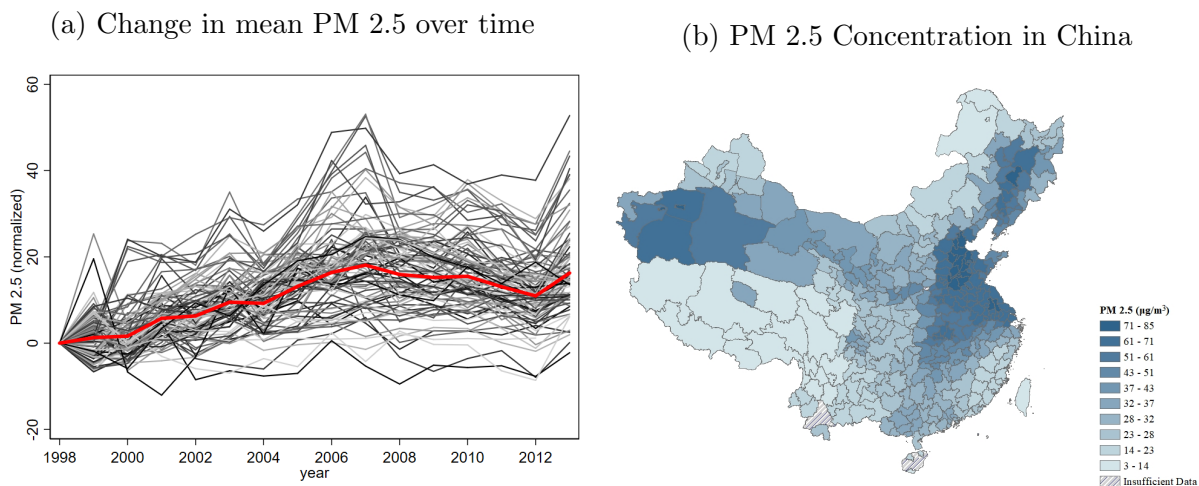 (a) Change in mean PM 2.5 over time
PM 2.5 (normalized)
60
40
20
0
-20
1998
2000
2002
2004
2006
2008
2010
2012
year
(b) PM 2.5 Concentration in China
PM 2.5 (µg/m³)
71 - 85
61 - 71
51 - 61
43 - 51
37 - 43
32 - 37
28 - 32
23 - 28
14 - 23
3 - 14
Insufficient Data